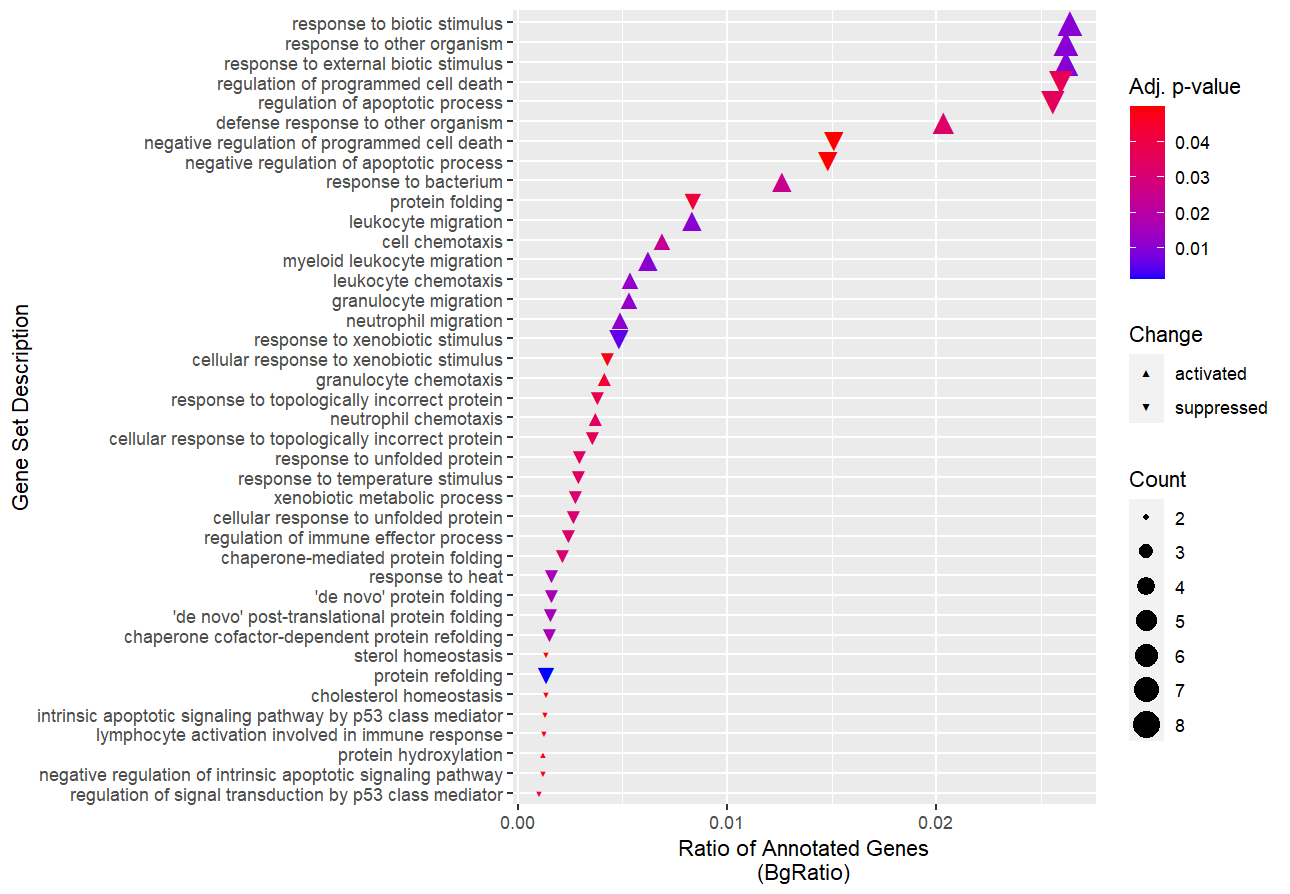 response to biotic stimulus
response to other organism
response to external biotic stimulus
regulation of programmed cell death
regulation of apoptotic process
defense response to other organism
negative regulation of programmed cell death
negative regulation of apoptotic process
response to bacterium
protein folding
leukocyte migration
cell chemotaxis
myeloid leukocyte migration
leukocyte chemotaxis
granulocyte migration
neutrophil migration
response to xenobiotic stimulus
cellular response to xenobiotic stimulus
granulocyte chemotaxis
response to topologically incorrect protein
neutrophil chemotaxis
cellular response to topologically incorrect protein
response to unfolded protein
response to temperature stimulus
xenobiotic metabolic process
cellular response to unfolded protein
regulation of immune effector process
chaperone-mediated protein folding
response to heat
'de novo' protein folding
'de novo' post-translational protein folding
chaperone cofactor-dependent protein refolding
sterol homeostasis
protein refolding
cholesterol homeostasis
intrinsic apoptotic signaling pathway by p53 class mediator
lymphocyte activation involved in immune response
protein hydroxylation
negative regulation of intrinsic apoptotic signaling pathway
regulation of signal transduction by p53 class mediator
Gene Set Description
0.00
0.01
0.02
Ratio of Annotated Genes
(BgRatio)
Adj. p-value
0.04
0.03
0.02
0.01
Change
activated
suppressed
Count
2
3
4
5
6
7
8